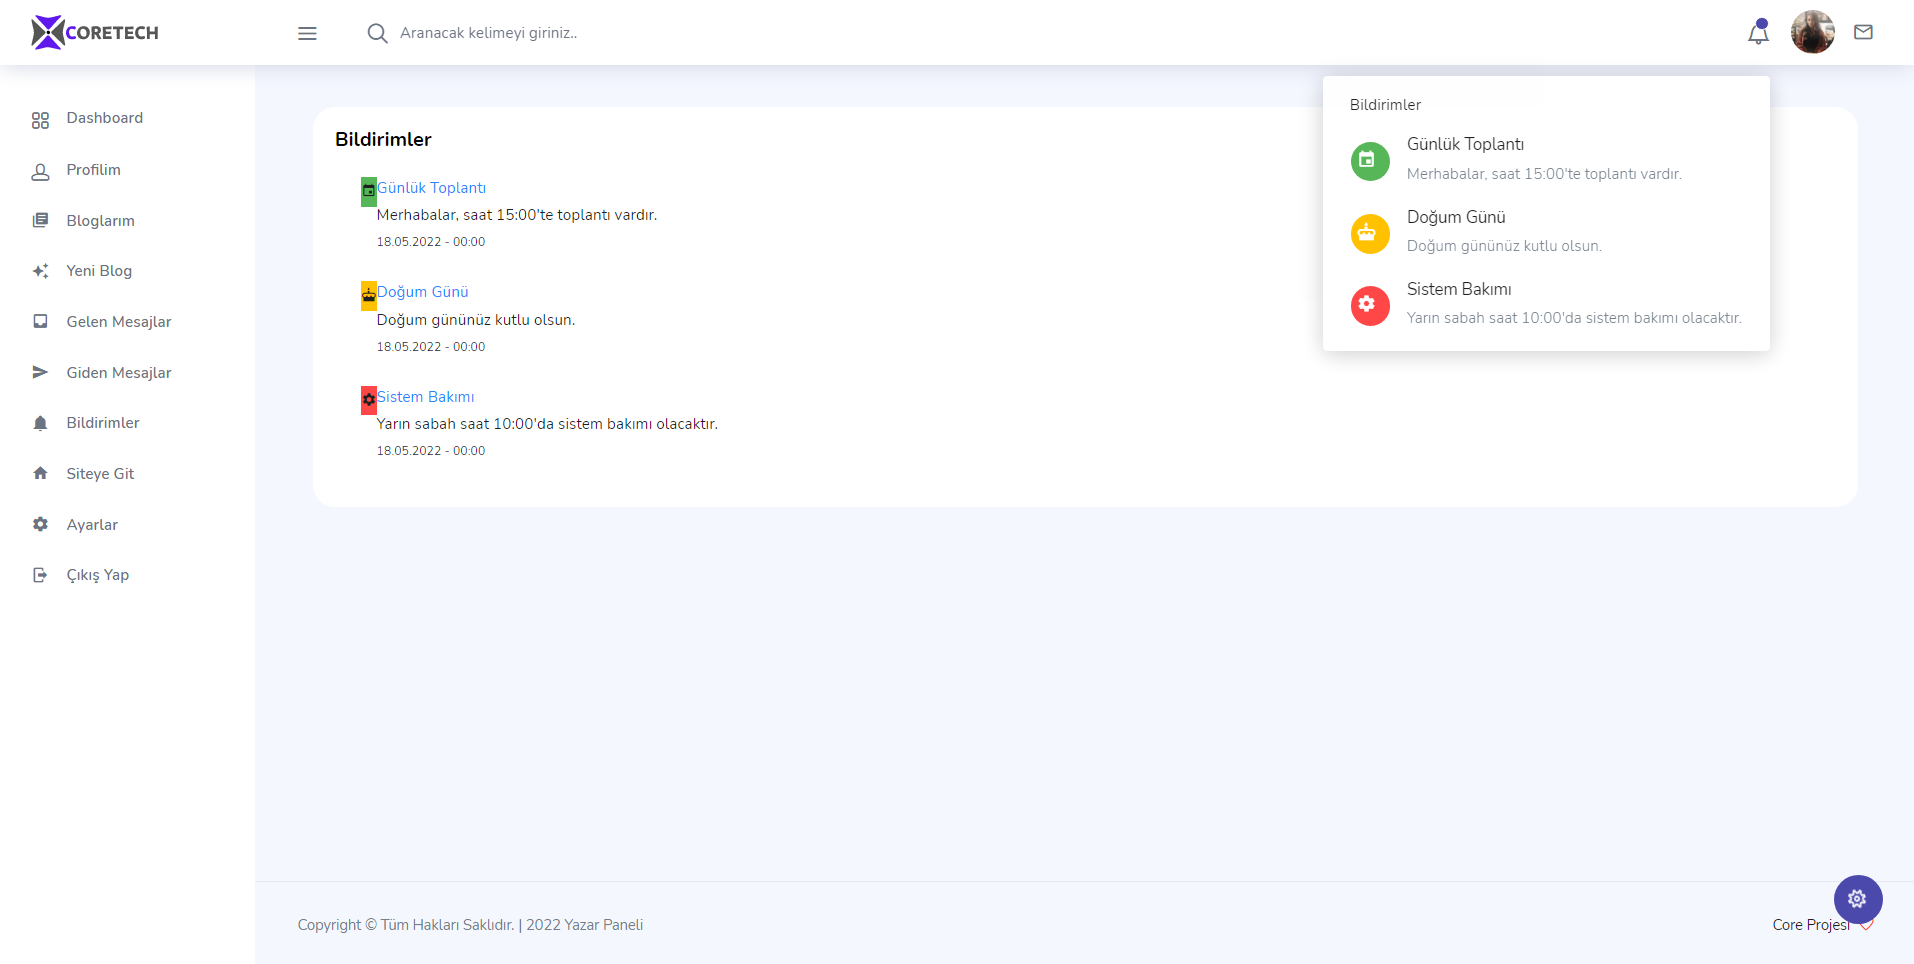 CORETECH
Aranacak kelimeyi giriniz..
Dashboard
Profilim
Bloglarım
Yeni Blog
Gelen Mesajlar
Giden Mesajlar
Bildirimler
Siteye Git
Ayarlar
Çıkış Yap
Bildirimler
Günlük Toplantı
Merhabalar, saat 15:00'te toplantı vardır.
18.05.2022 - 00:00
Doğum Günü
Doğum gününüz kutlu olsun.
18.05.2022 - 00:00
Sistem Bakımı
Yarın sabah saat 10:00'da sistem bakımı olacaktır.
18.05.2022 - 00:00
Bildirimler
Günlük Toplantı
Merhabalar, saat 15:00'te toplantı vardır.
Doğum Günü
Doğum gününüz kutlu olsun.
Sistem Bakımı
Yarın sabah saat 10:00'da sistem bakımı olacaktır.
Copyright © Tüm Hakları Saklıdır. | 2022 Yazar Paneli
Core Projesi